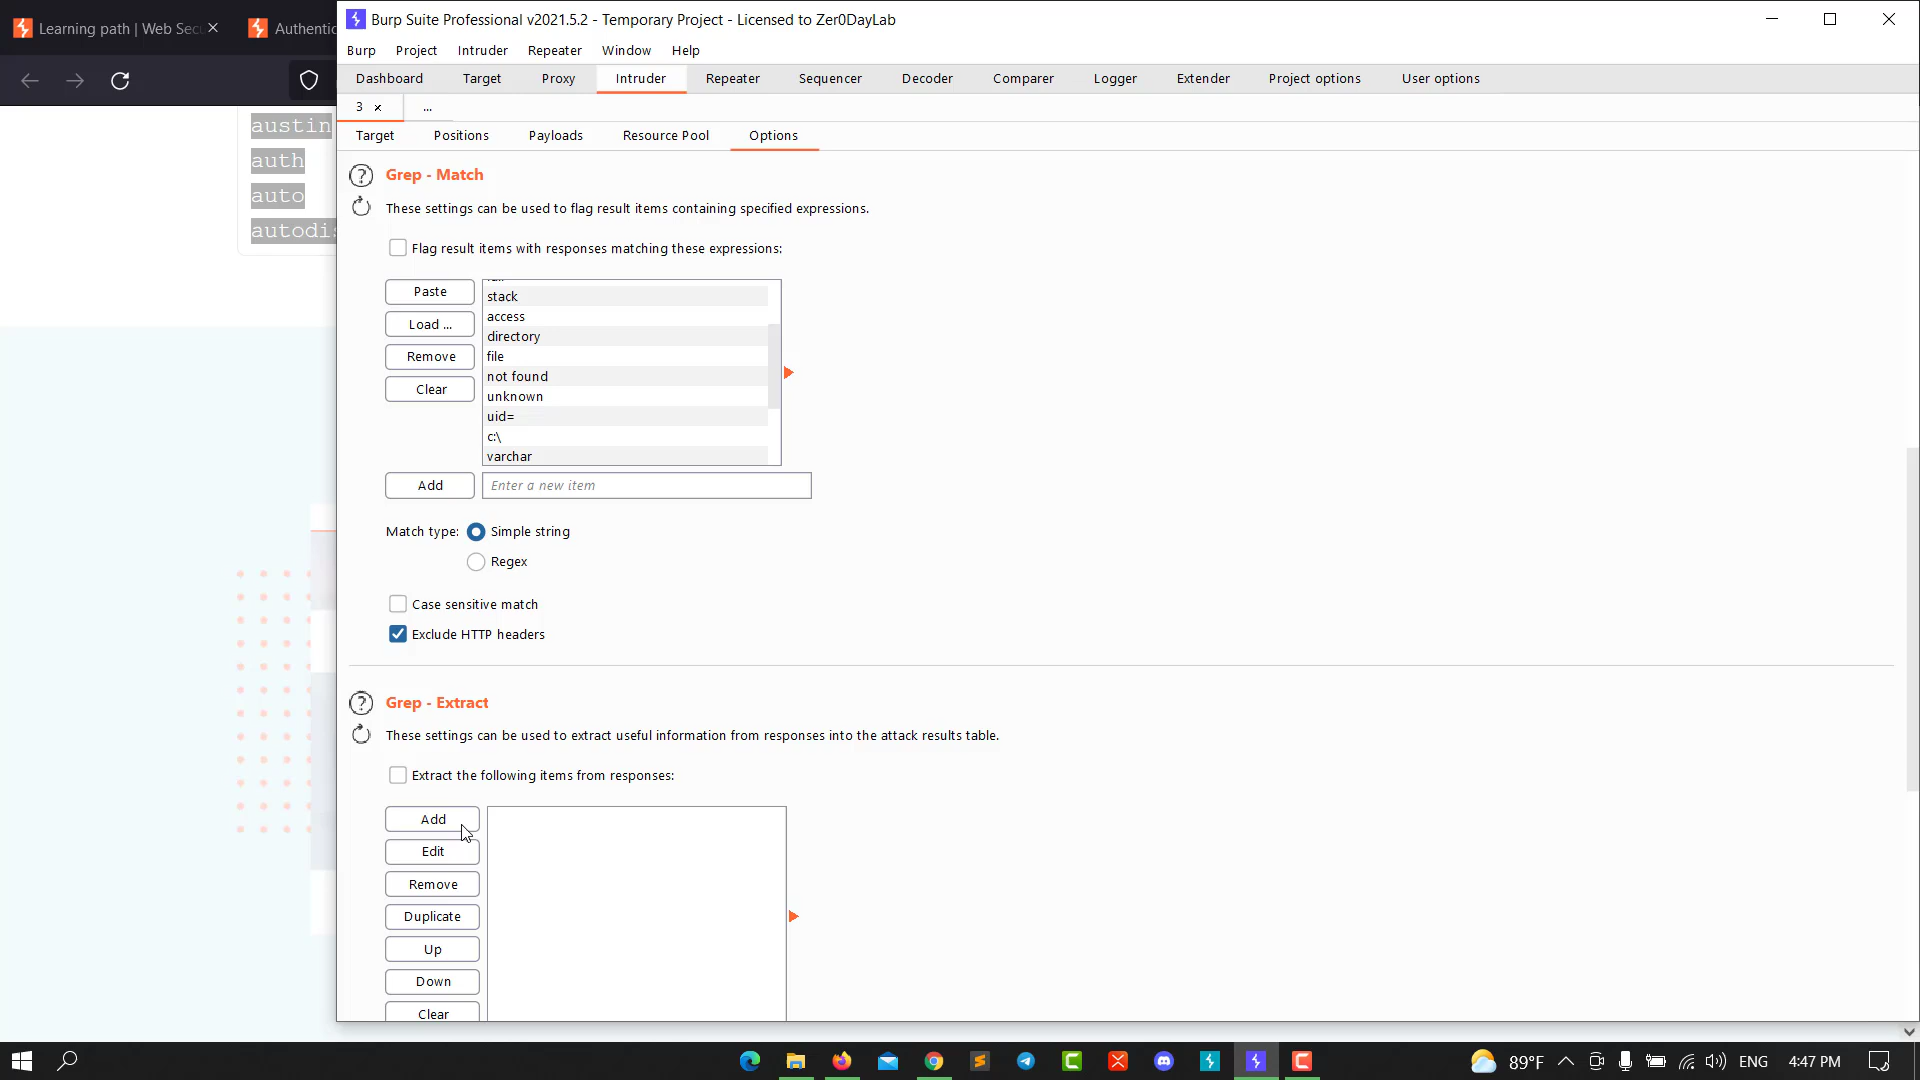 Learning path | Web Sec
Authentic
Burp Suite Professional v2021.5.2 - Temporary Project - Licensed to Zer0DayLab
Burp Project Intruder Repeater Window Help
Dashboard Target Proxy Intruder Repeater Sequencer Decoder Comparer Logger Extender Project options User options
3 × ...
Target Positions Payloads Resource Pool Options
austin
auth
auto
autodis
Grep - Match
These settings can be used to flag result items containing specified expressions.
Flag result items with responses matching these expressions:
Paste
Load ...
Remove
Clear
stack
access
directory
file
not found
unknown
uid=
c:\
varchar
Add Enter a new item
Match type: Simple string
Regex
Case sensitive match
Exclude HTTP headers
Grep - Extract
These settings can be used to extract useful information from responses into the attack results table.
Extract the following items from responses:
Add
Edit
Remove
Duplicate
Up
Down
Clear
89°F ENG 4:47 PM